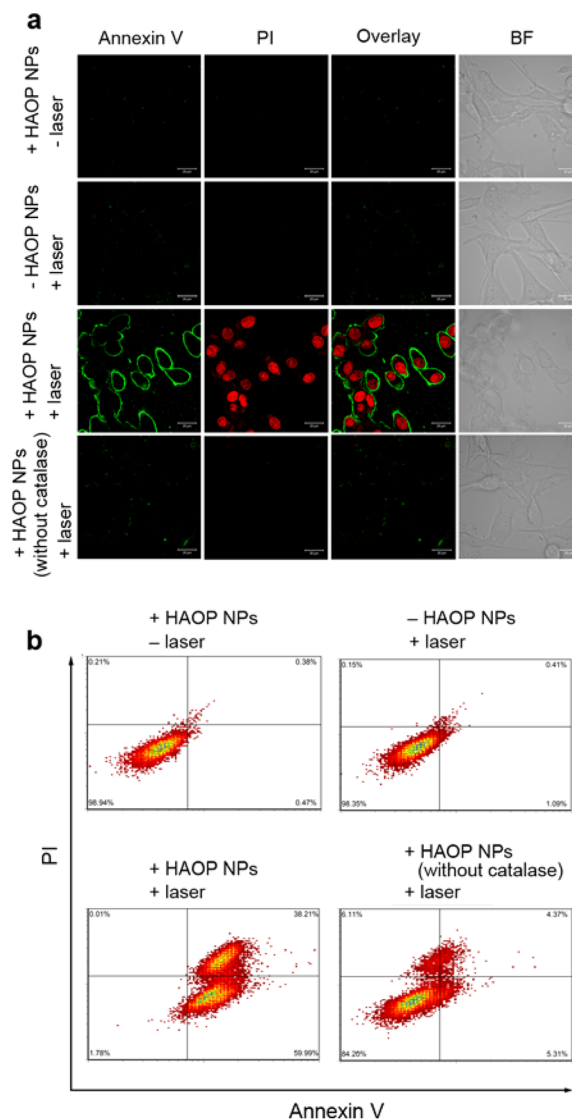 a
Annexin V PI Overlay BF
+ HAOP NPs
- laser
- HAOP NPs
+ laser
+ HAOP NPs
+ laser
+ HAOP NPs
(without catalase)
+ laser
b
+ HAOP NPs
– laser
– HAOP NPs
+ laser
0.21% 0.38%
98.94% 0.47%
0.15% 0.41%
98.35% 1.09%
PI
+ HAOP NPs
+ laser
+ HAOP NPs
(without catalase)
+ laser
0.01% 38.21%
1.78% 59.99%
6.11% 4.37%
5.31%
Annexin V